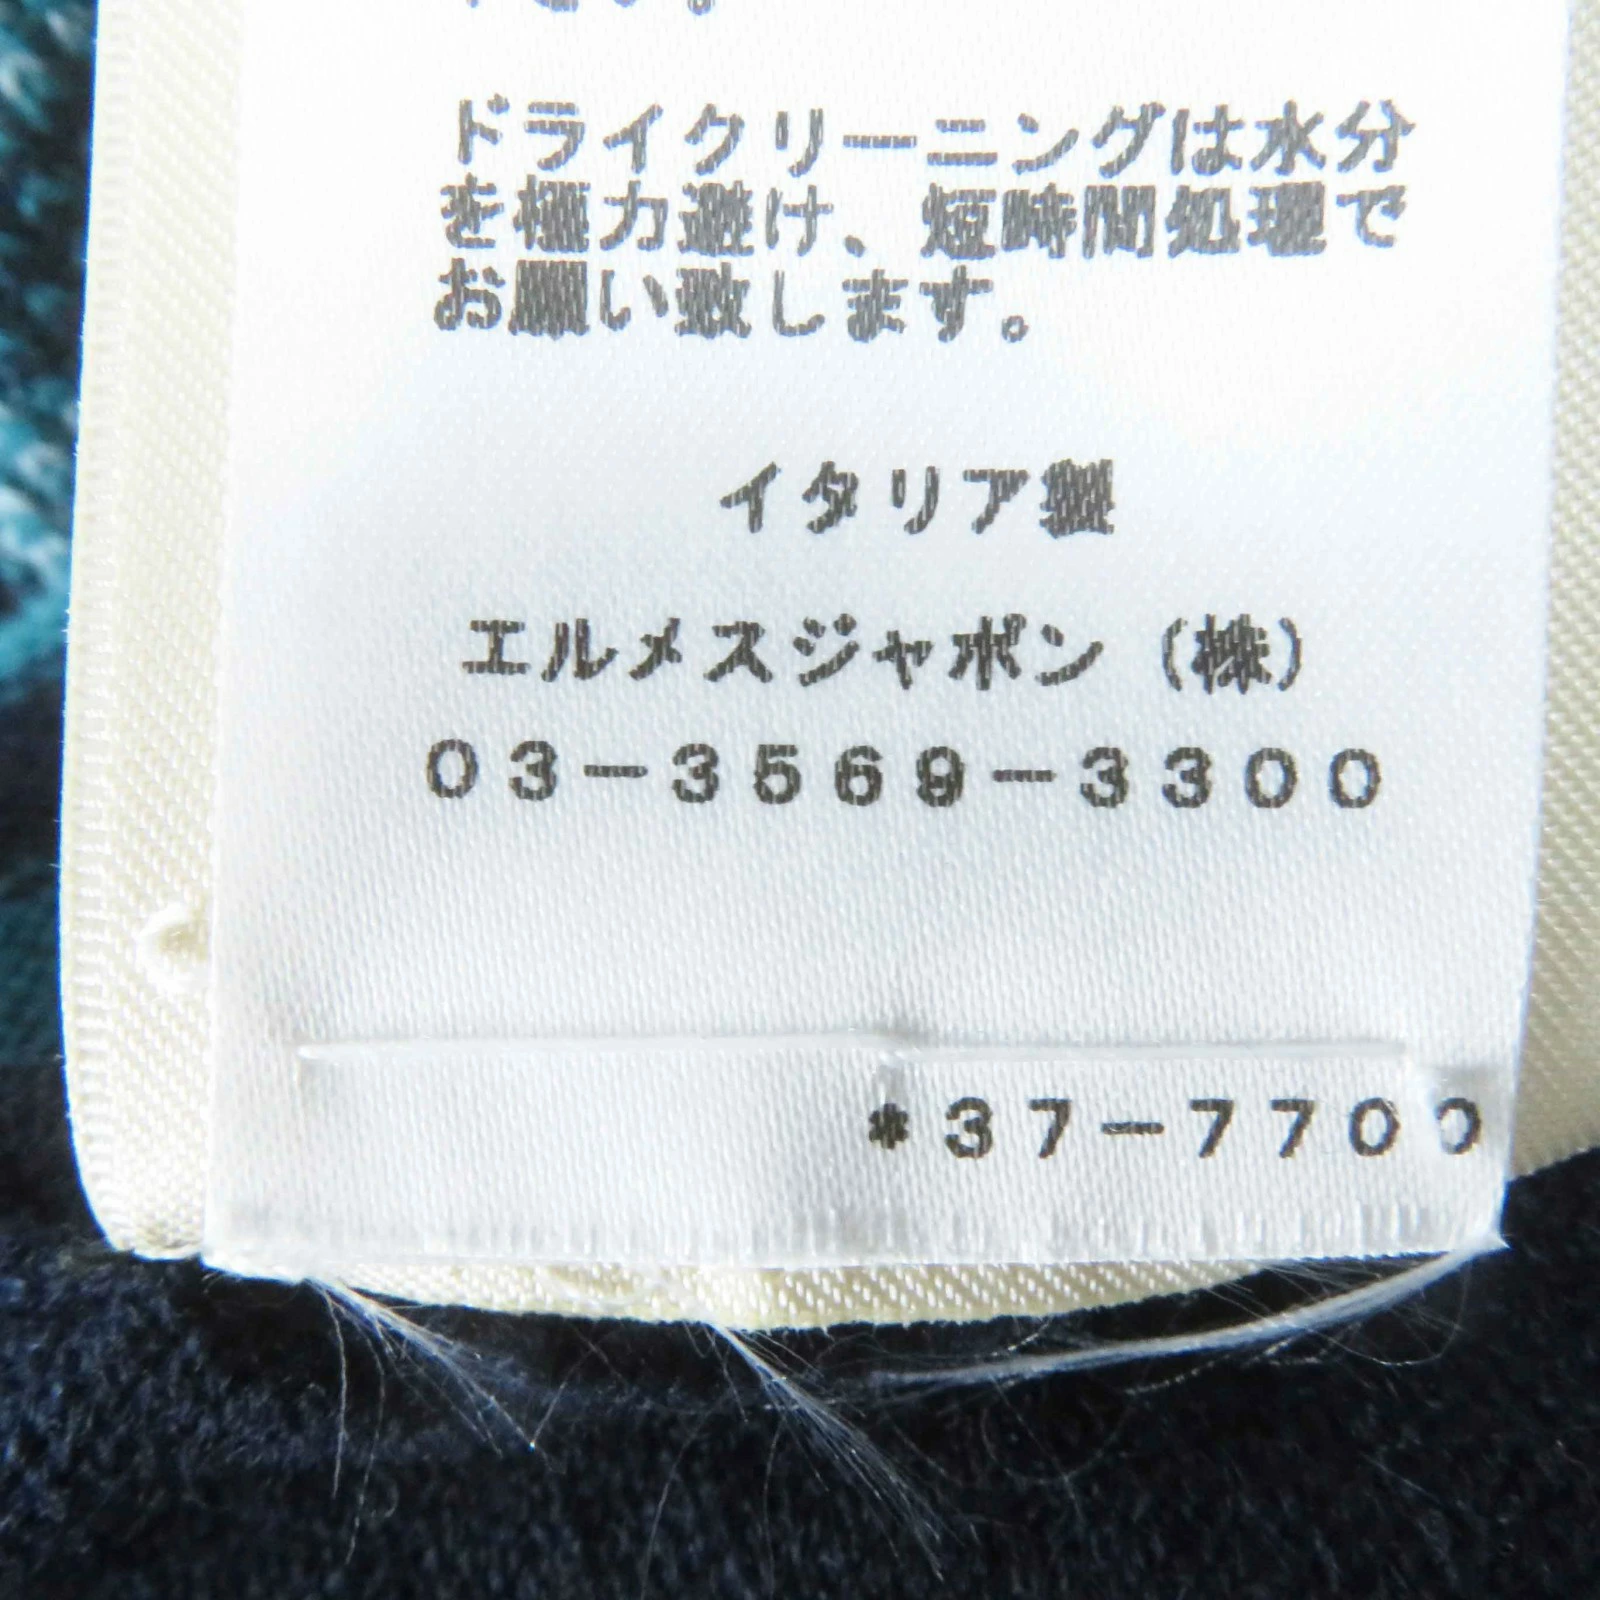 ドライクリーニングは水分
を極力避け、短時間処理で
お願い致します。
イタリア製
エルメスジャポン（株）
03-3569-3300
*37-7700